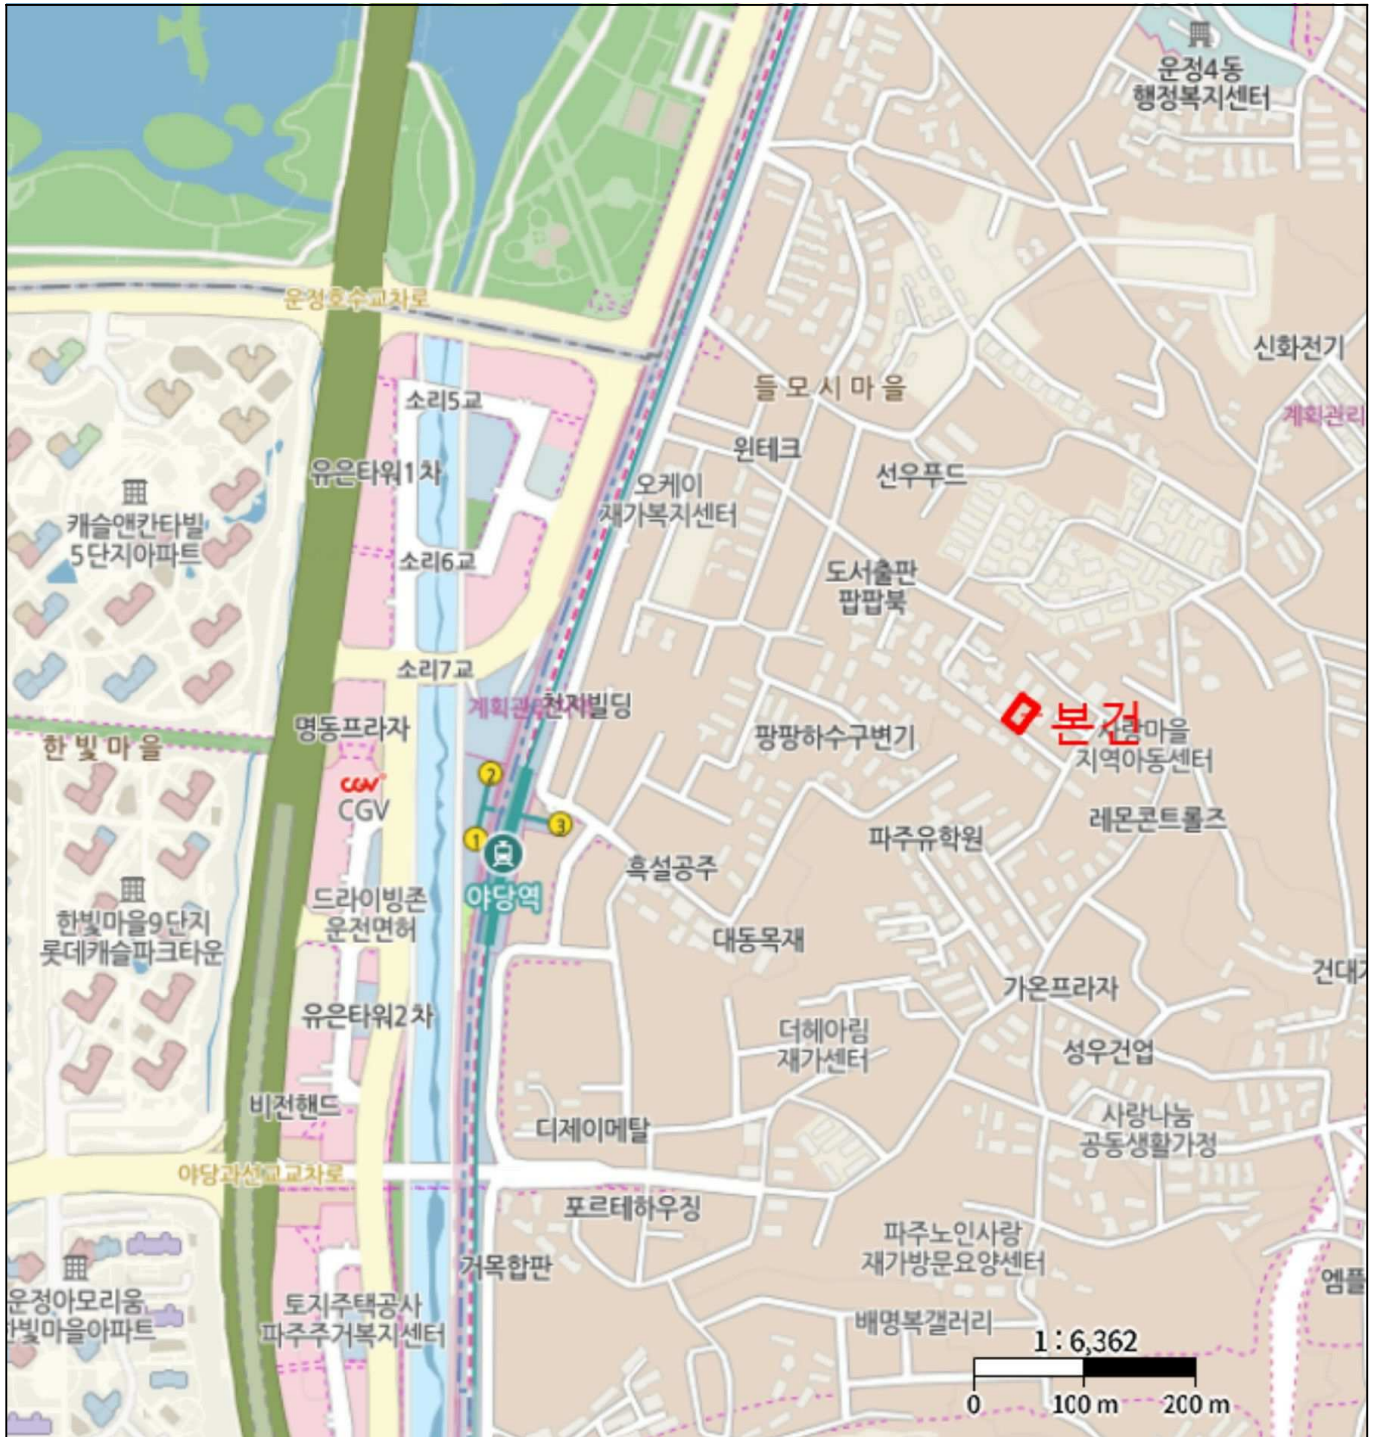 운정4동
행정복지센터
운정호수교차로
신화전기
들모시마을
소리5교
계획관리
윈테크
유은타워1차
선우푸드
오케이
재가복지센터
캐슬앤칸타빌
5단지아파트
소리6교
도서출판
팝팝북
소리7교
천지빌딩
본건
명동프라자
한빛마을
팡팡하수구변기
사랑마을
지역아동센터
2
CGV
CGV
3
1
레몬콘트롤즈
파주유학원
흑설공주
야당역
드라이빙존
운전면허
한빛마을9단지
롯데캐슬파크타운
대동목재
가온프라자
건대
유은타워2차
더헤아림
재가센터
성우건업
비전핸드
디제이메탈
사랑나눔
공동생활가정
야당과선교교차로
포르테하우징
파주노인사랑
재가방문요양센터
거목합판
엠플
운정아모리움
한빛마을아파트
토지주택공사
파주주거복지센터
배명복갤러리
1:6,362
0 100 m 200 m